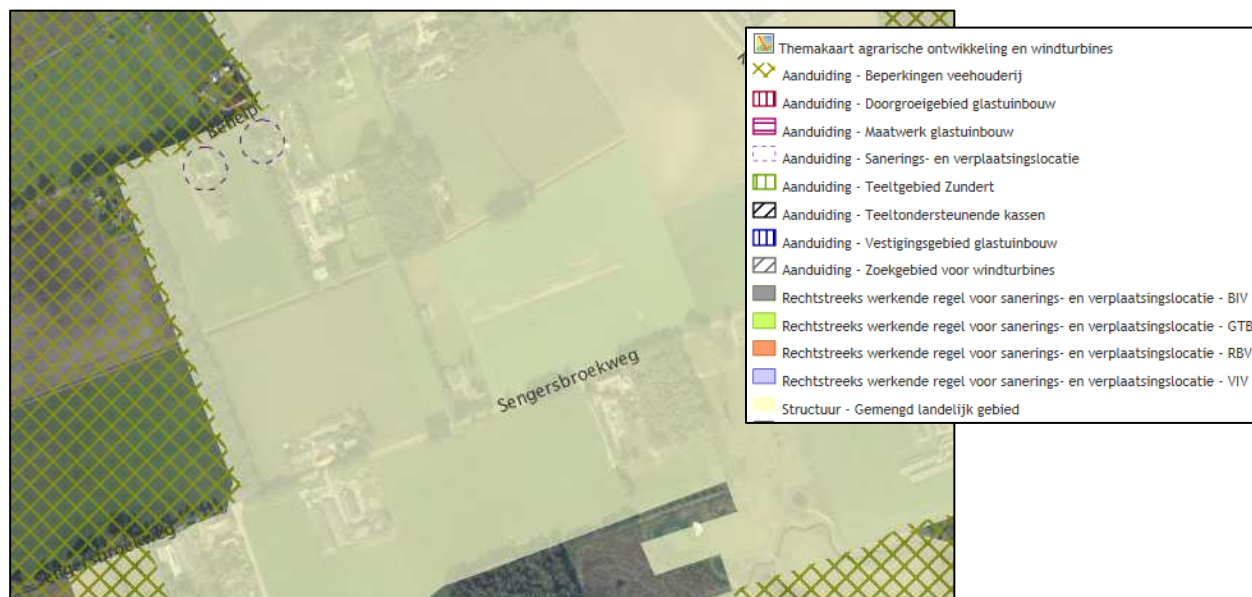 Behelp
Sengersbroekweg
Sengersbroekweg
Themakaart agrarische ontwikkeling en windturbines
Aanduiding - Beperkingen veehouderij
Aanduiding - Doorgroeigebied glastuinbouw
Aanduiding - Maatwerk glastuinbouw
Aanduiding - Sanerings- en verplaatsingslocatie
Aanduiding - Teeltgebied Zundert
Aanduiding - Teeltondersteunende kassen
Aanduiding - Vestigingsgebied glastuinbouw
Aanduiding - Zoekgebied voor windturbines
Rechtstreeks werkende regel voor sanerings- en verplaatsingslocatie - BIV
Rechtstreeks werkende regel voor sanerings- en verplaatsingslocatie - GTB
Rechtstreeks werkende regel voor sanerings- en verplaatsingslocatie - RBV
Rechtstreeks werkende regel voor sanerings- en verplaatsingslocatie - VIV
Structuur - Gemengd landelijk gebied